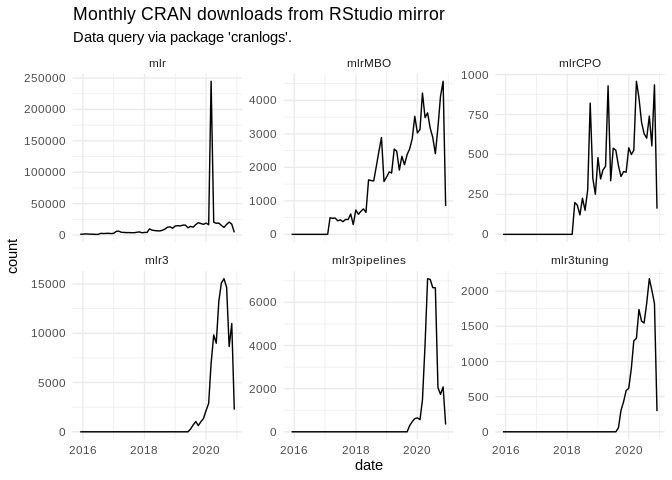 Monthly CRAN downloads from RStudio mirror
Data query via package 'cranlogs'.
mlr
mlrMBO
mlrCPO
250000
200000
150000
100000
50000
0
4000
3000
2000
1000
0
1000
750
500
250
0
count
mlr3
mlr3pipelines
mlr3tuning
15000
10000
5000
0
6000
4000
2000
0
2000
1500
1000
500
0
2016 2018 2020
2016 2018 2020
2016 2018 2020
date